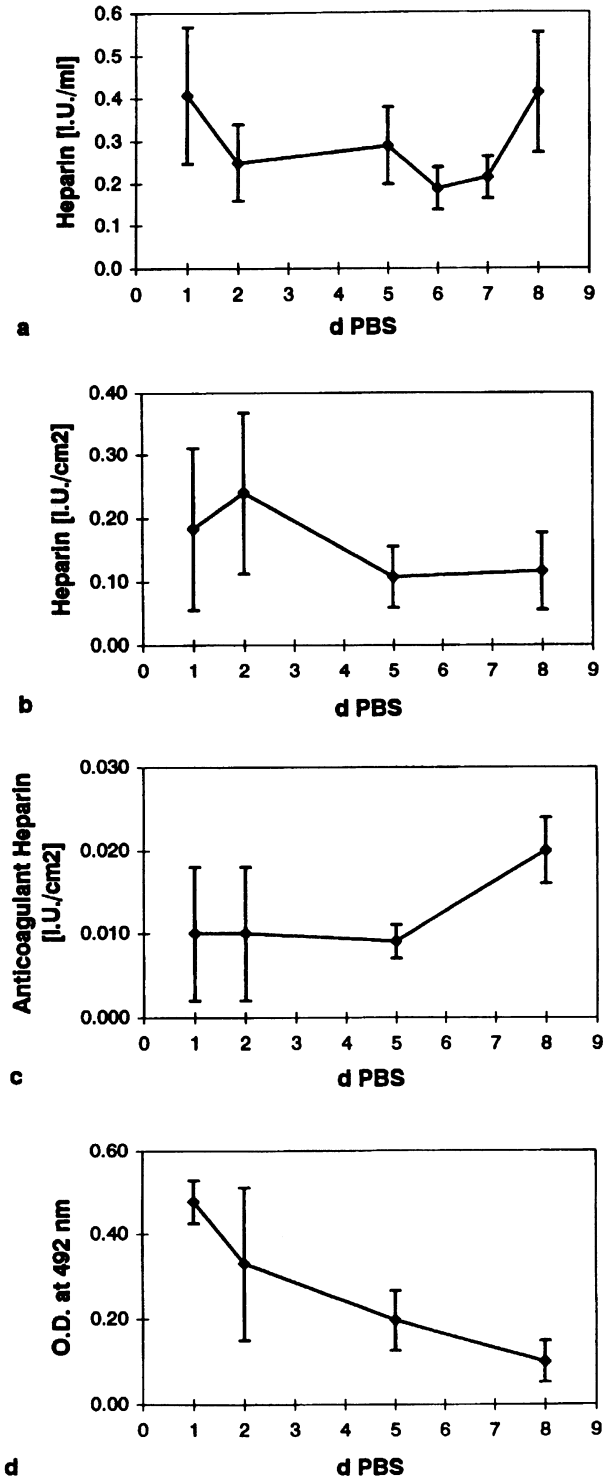 0.6
0.5
0.4
0.3
0.2
0.1
0.0
Heparin [I.U./ml]
0 1 2 3 4 5 6 7 8 9
d PBS
a
0.40
0.30
0.20
0.10
0.00
Heparin [I.U./cm2]
0 1 2 3 4 5 6 7 8 9
d PBS
b
0.030
0.020
0.010
0.000
Anticoagulant Heparin
[I.U./cm2]
0 1 2 3 4 5 6 7 8 9
d PBS
c
0.60
0.40
0.20
0.00
O.D. at 492 nm
0 1 2 3 4 5 6 7 8 9
d PBS
d